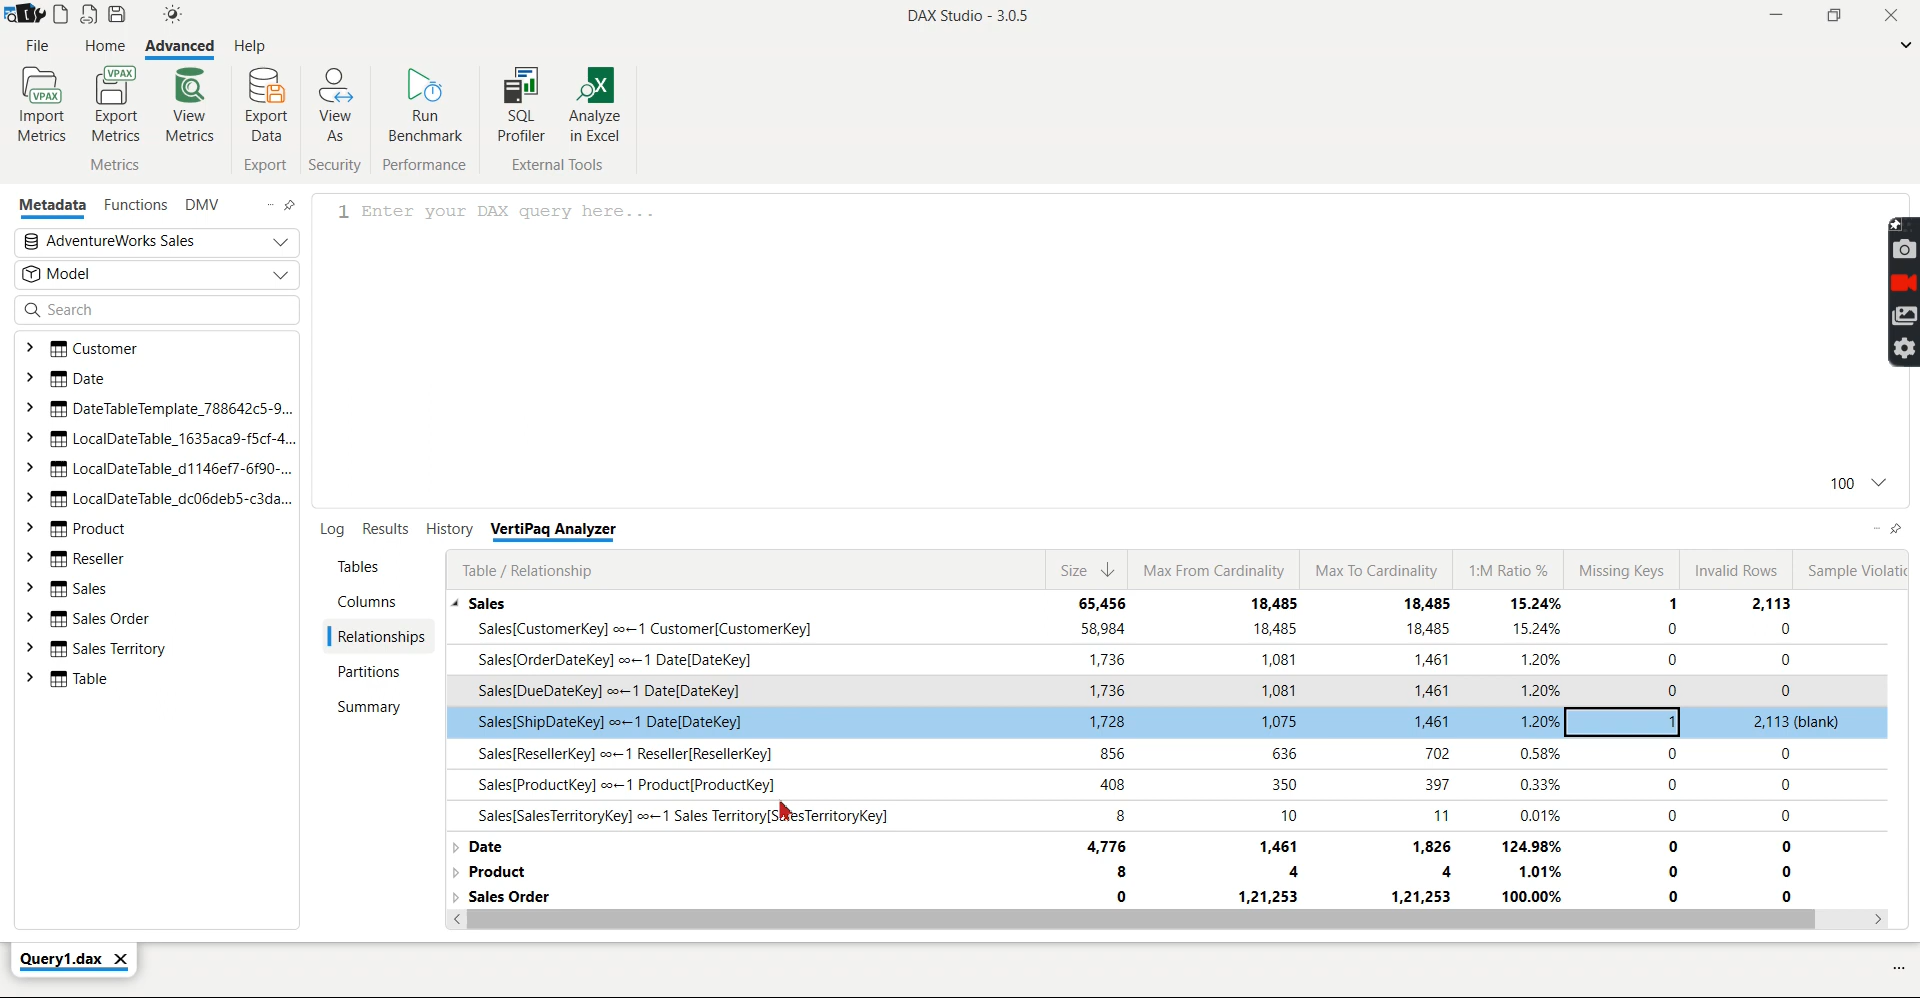 DAX Studio - 3.0.5
File Home Advanced Help
VPAX VPAX
Import Metrics
Export Metrics
View Metrics
Export Data
View As
Run Benchmark
SQL Profiler
Analyze in Excel
Metrics Export Security Performance External Tools
Metadata Functions DMV
AdventureWorks Sales
Model
Search
Customer
Date
DateTableTemplate_788642c5-9...
LocalDateTable_1635aca9-f5cf-4...
LocalDateTable_d1146ef7-6f90-...
LocalDateTable_dc06deb5-c3da...
Product
Reseller
Sales
Sales Order
Sales Territory
Table
1 Enter your DAX query here...
100
Log Results History VertiPaq Analyzer
Tables
Columns
Relationships
Partitions
Summary
Table / Relationship Size Max From Cardinality Max To Cardinality 1:M Ratio % Missing Keys Invalid Rows Sample Violatic
Sales 65,456 18,485 18,485 15.24% 1 2,113
Sales[CustomerKey] ∞←1 Customer[CustomerKey] 58,984 18,485 18,485 15.24% 0 0
Sales[OrderDateKey] ∞←1 Date[DateKey] 1,736 1,081 1,461 1.20% 0 0
Sales[DueDateKey] ∞←1 Date[DateKey] 1,736 1,081 1,461 1.20% 0 0
Sales[ShipDateKey] ∞←1 Date[DateKey] 1,728 1,075 1,461 1.20% 1 2,113 (blank)
Sales[ResellerKey] ∞←1 Reseller[ResellerKey] 856 636 702 0.58% 0 0
Sales[ProductKey] ∞←1 Product[ProductKey] 408 350 397 0.33% 0 0
Sales[SalesTerritoryKey] ∞←1 Sales Territory[SalesTerritoryKey] 8 10 11 0.01% 0 0
Date 4,776 1,461 1,826 124.98% 0 0
Product 8 4 4 1.01% 0 0
Sales Order 0 1,21,253 1,21,253 100.00% 0 0
Query1.dax